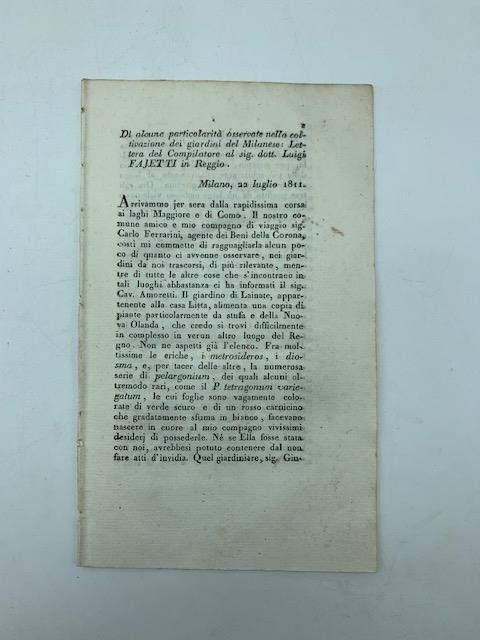 Di alcune particolarità osservate nella col-
tivazione dei giardini del Milanese: Let-
tera del Compilatore al sig. dott. Luigi
FAJETTI in Reggio.
Milano, 22 luglio 1811.
Arrivammo jer sera dalla rapidissima corsa
ai laghi Maggiore e di Como. Il nostro co-
mune amico e mio compagno di viaggio sig.
Carlo Ferrarini, agente dei Beni della Corona,
costì mi commette di ragguagliarla alcun po-
co di quanto ci avvenne osservare, nei giar-
dini da noi trascorsi, di più rilevante, men-
tre di tutte le altre cose che s'incontrano in
tali luoghi abbastanza ci ha informati il sig.
Cav. Amoretti. Il giardino di Lainate, appar-
tenente alla casa Litta, alimenta una copia di
piante particolarmente da stufa e della Nuo-
va Olanda, che credo si trovi difficilmente
in complesso in verun altro luogo del Re-
gno. Non ne aspetti già l'elenco. Fra mol-
tissime le eriche, i metrosideros, i dio-
sma, e, per tacer delle altre, la numerosa
serie di pelargonium, dei quali alcuni ol-
tremodo rari, come il P. tetragonum varie-
gatum, le cui foglie sono vagamente colo-
rate di verde scuro e di un rosso carnicino
che gradatamente sfuma in bianco, facevano
nascere in cuore al mio compagno vivissimi
desiderj di possederle. Né se Ella fosse stata
con noi, avrebbesi potuto contenere dal non
fare atti d'invidia. Quel giardiniere, sig. Giu-